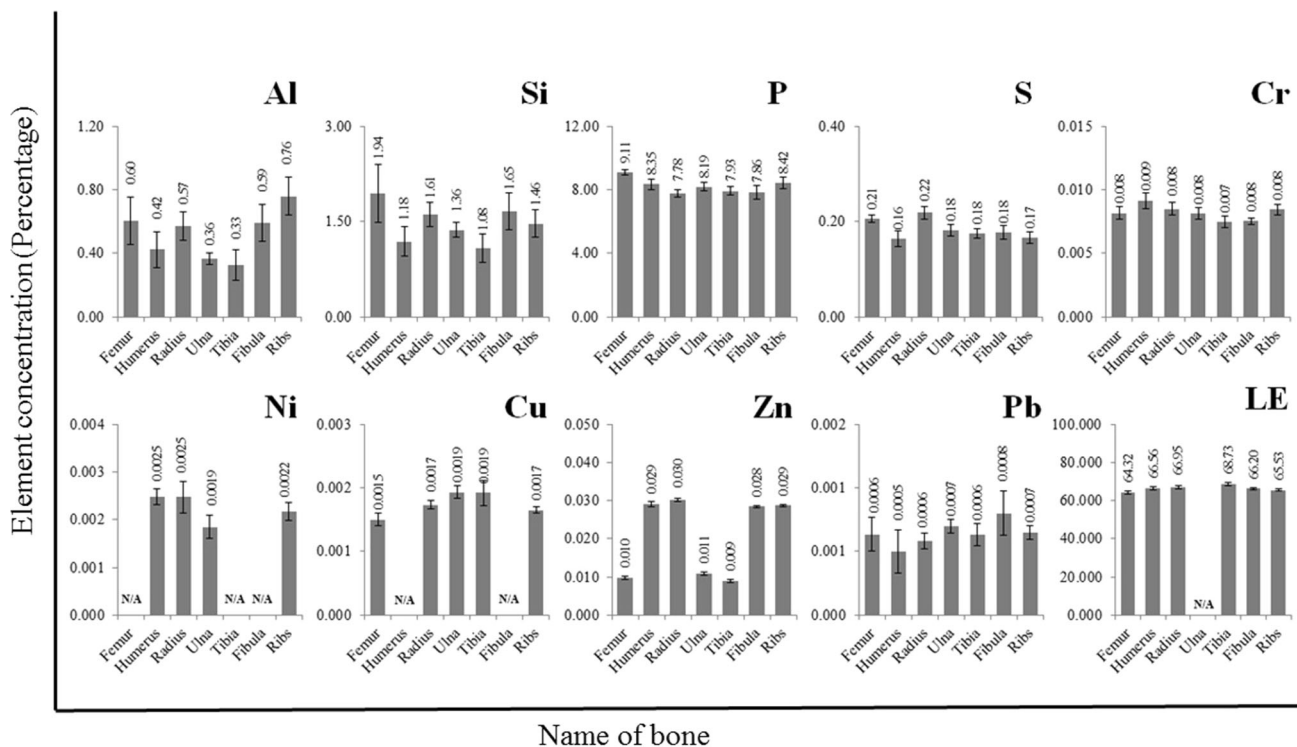 Element concentration (Percentage)
Al
1.20
0.80
0.40
0.00
0.60
0.42
0.57
0.36
0.33
0.59
0.76
Femur
Humerus
Radius
Ulna
Tibia
Fibula
Ribs
Si
3.00
1.50
0.00
1.94
1.18
1.61
1.36
1.08
1.65
1.46
Femur
Humerus
Radius
Ulna
Tibia
Fibula
Ribs
P
12.00
8.00
4.00
0.00
9.11
8.35
7.78
8.19
7.93
7.86
8.42
Femur
Humerus
Radius
Ulna
Tibia
Fibula
Ribs
S
0.40
0.20
0.00
0.21
0.16
0.22
0.18
0.18
0.18
0.17
Femur
Humerus
Radius
Ulna
Tibia
Fibula
Ribs
Cr
0.015
0.010
0.005
0.000
0.008
0.009
0.008
0.008
0.007
0.008
0.008
Femur
Humerus
Radius
Ulna
Tibia
Fibula
Ribs
Ni
0.004
0.003
0.002
0.001
0.000
N/A
0.0025
0.0025
0.0019
N/A
N/A
0.0022
Femur
Humerus
Radius
Ulna
Tibia
Fibula
Ribs
Cu
0.003
0.002
0.001
0.000
0.0015
N/A
0.0017
0.0019
0.0019
N/A
0.0017
Femur
Humerus
Radius
Ulna
Tibia
Fibula
Ribs
Zn
0.050
0.040
0.030
0.020
0.010
0.000
0.010
0.029
0.030
0.011
0.009
0.028
0.029
Femur
Humerus
Radius
Ulna
Tibia
Fibula
Ribs
Pb
0.002
0.001
0.001
0.000
0.0006
0.0005
0.0006
0.0007
0.0006
0.0008
0.0007
Femur
Humerus
Radius
Ulna
Tibia
Fibula
Ribs
LE
100.000
80.000
60.000
40.000
20.000
0.000
64.32
66.56
66.95
N/A
68.73
66.20
65.53
Femur
Humerus
Radius
Ulna
Tibia
Fibula
Ribs
Name of bone